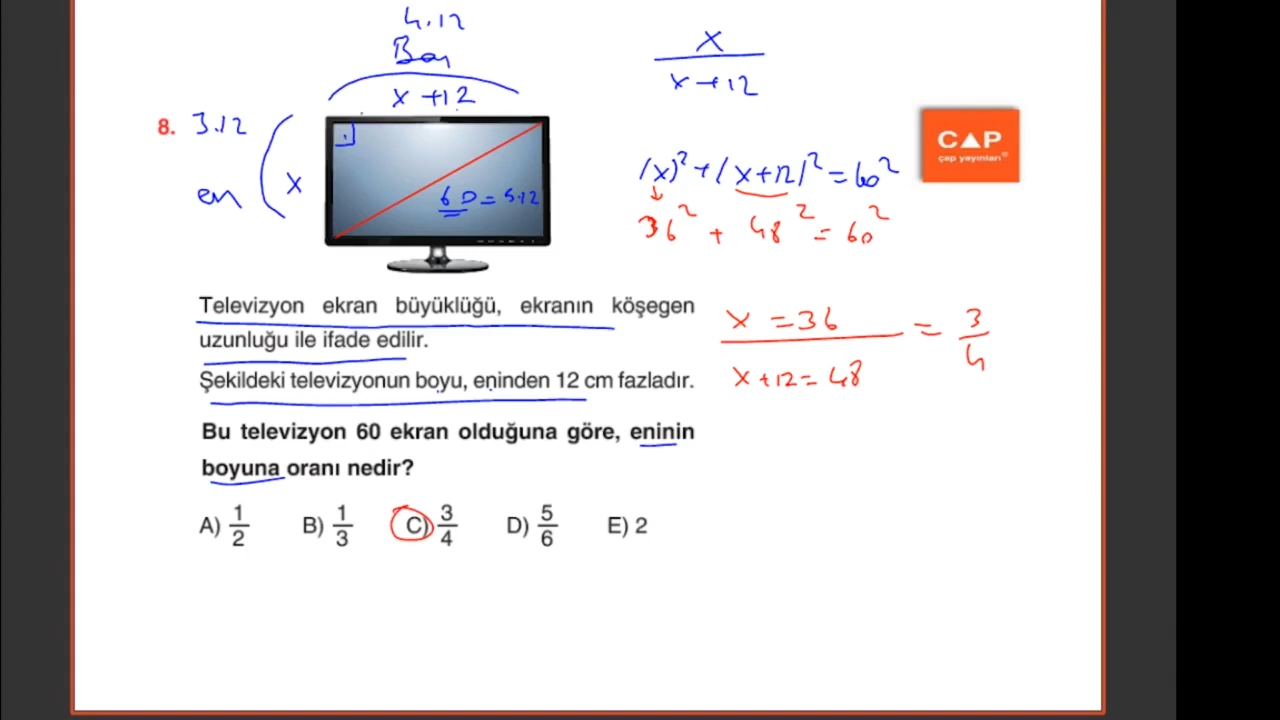 4.12
Boy
x +12
x
x+12
8. 3.12
en
x
60 = 5.12
CAP
çap yayınları®
(x)² + (x+12)² = 60²
36² + 48² = 60²
Televizyon ekran büyüklüğü, ekranın köşegen
uzunluğu ile ifade edilir.
Şekildeki televizyonun boyu, eninden 12 cm fazladır.
x = 36
x+12 = 48
= 3/4
Bu televizyon 60 ekran olduğuna göre, eninin
boyuna oranı nedir?
A) 1/2 B) 1/3 C) 3/4 D) 5/6 E) 2